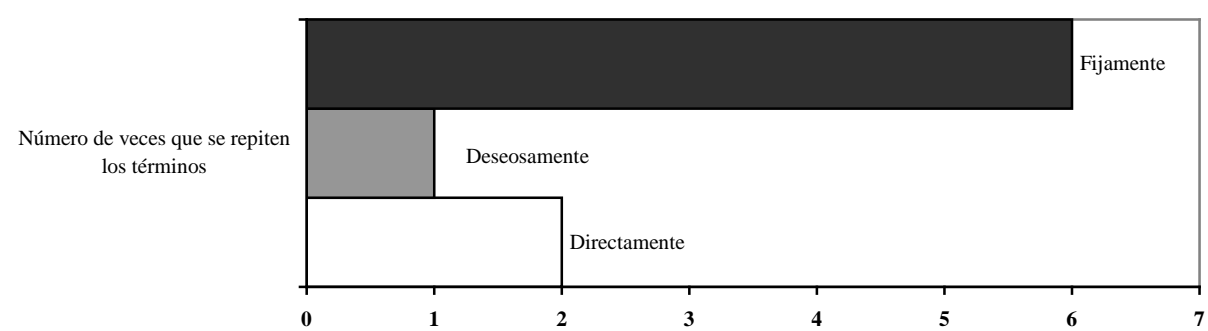 Fijamente
Número de veces que se repiten
los términos
Deseosamente
Directamente
0 1 2 3 4 5 6 7